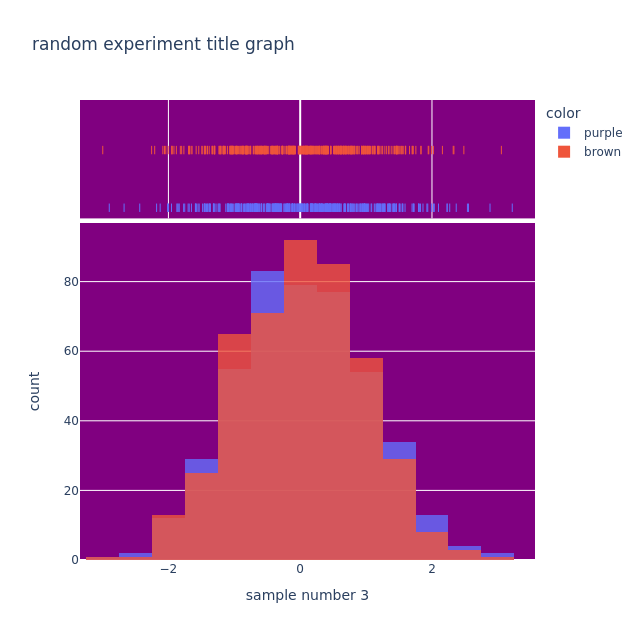 random experiment title graph
color
purple
brown
80
60
40
20
0
count
−2
0
2
sample number 3